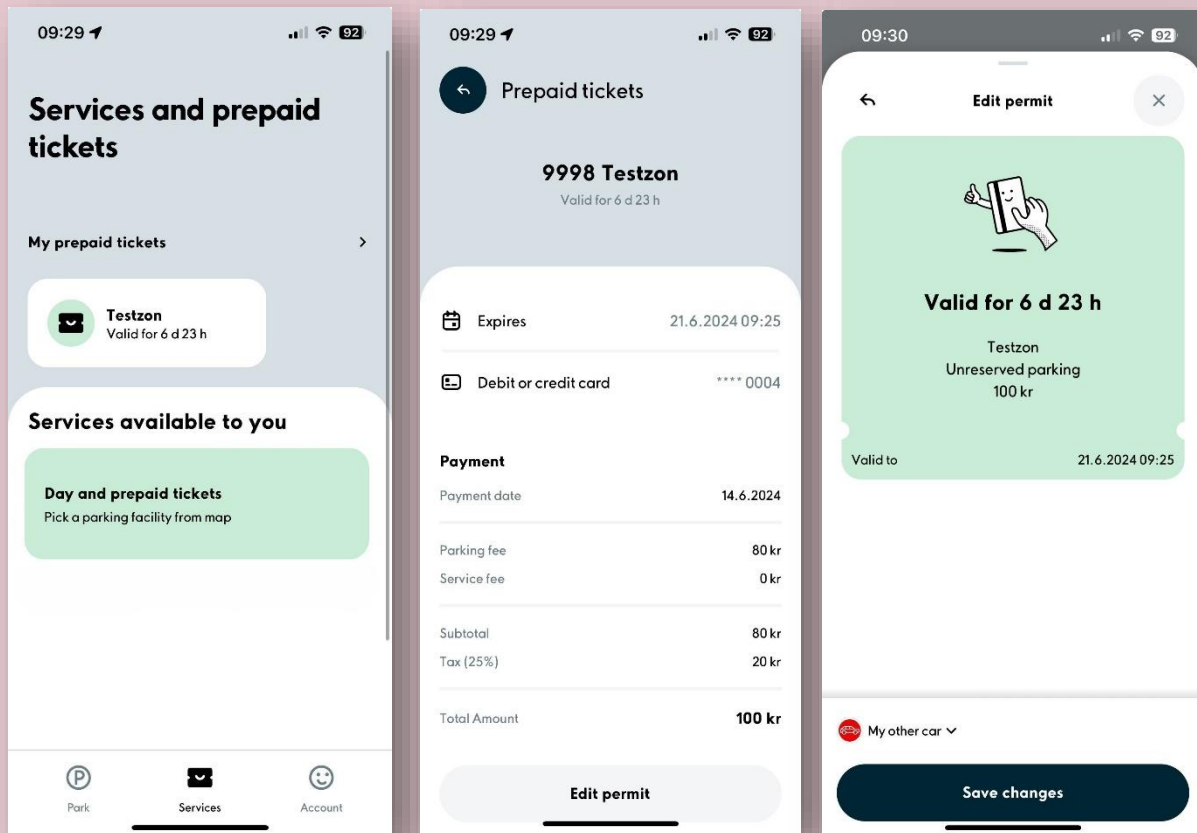 09:29
92
Services and prepaid
tickets
My prepaid tickets
Testzon
Valid for 6 d 23 h
Services available to you
Day and prepaid tickets
Pick a parking facility from map
Park
Services
Account
09:29
92
Prepaid tickets
9998 Testzon
Valid for 6 d 23 h
Expires 21.6.2024 09:25
Debit or credit card **** 0004
Payment
Payment date 14.6.2024
Parking fee 80 kr
Service fee 0 kr
Subtotal 80 kr
Tax (25%) 20 kr
Total Amount 100 kr
Edit permit
09:30
92
Edit permit
Valid for 6 d 23 h
Testzon
Unreserved parking
100 kr
Valid to 21.6.2024 09:25
My other car
Save changes